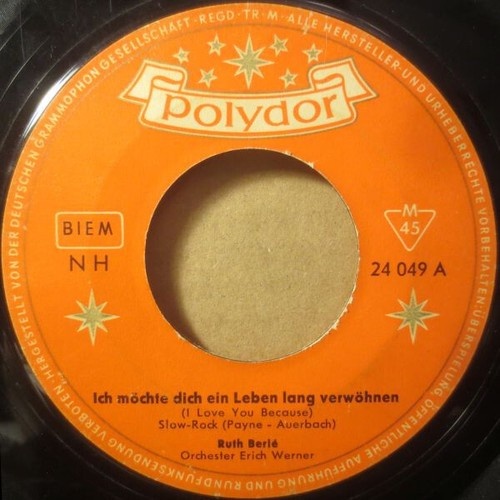 HERGESTELLT VON DER DEUTSCHEN GRAMMOPHON GESELLSCHAFT · REGD · TR · M · ALLE HERSTELLER- UND URHEBERRECHTE VORBEHALTEN · ÜBERSPIELUNG, ÖFFENTLICHE AUFFÜHRUNG UND RUNDFUNKSENDUNG VERBOTEN ·
Polydor
BIEM
NH
M
45
24 049 A
Ich möchte dich ein Leben lang verwöhnen
(I Love You Because)
Slow-Rock (Payne - Auerbach)
Ruth Berlé
Orchester Erich Werner